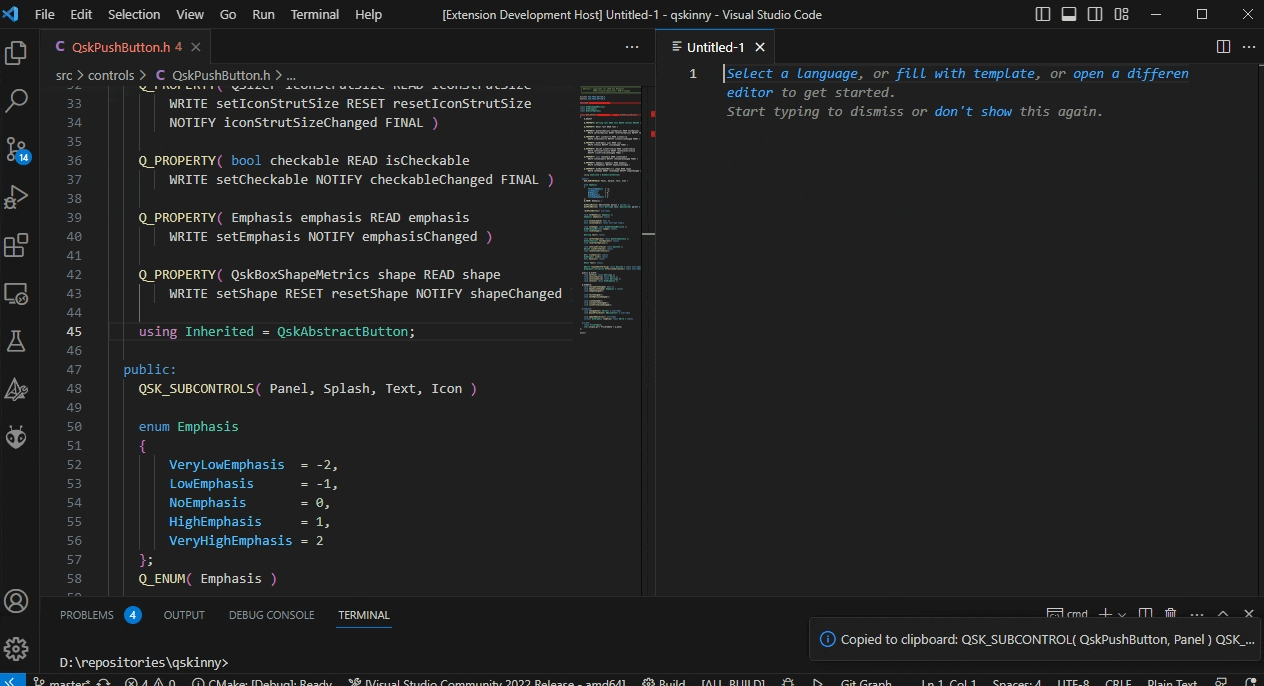 File Edit Selection View Go Run Terminal Help [Extension Development Host] Untitled-1 - qskinny - Visual Studio Code
C QskPushButton.h 4
Untitled-1
src > controls > C QskPushButton.h > ...
32 Q_PROPERTY( QSizeF iconStrutSize READ iconStrutSize
33 WRITE setIconStrutSize RESET resetIconStrutSize
34 NOTIFY iconStrutSizeChanged FINAL )
35
36 Q_PROPERTY( bool checkable READ isCheckable
37 WRITE setCheckable NOTIFY checkableChanged FINAL )
38
39 Q_PROPERTY( Emphasis emphasis READ emphasis
40 WRITE setEmphasis NOTIFY emphasisChanged )
41
42 Q_PROPERTY( QskBoxShapeMetrics shape READ shape
43 WRITE setShape RESET resetShape NOTIFY shapeChanged
44
45 using Inherited = QskAbstractButton;
46
47 public:
48 QSK_SUBCONTROLS( Panel, Splash, Text, Icon )
49
50 enum Emphasis
51 {
52 VeryLowEmphasis = -2,
53 LowEmphasis = -1,
54 NoEmphasis = 0,
55 HighEmphasis = 1,
56 VeryHighEmphasis = 2
57 };
58 Q_ENUM( Emphasis )
59
1 Select a language, or fill with template, or open a differen
editor to get started.
Start typing to dismiss or don't show this again.
14
PROBLEMS 4 OUTPUT DEBUG CONSOLE TERMINAL
cmd
D:\repositories\qskinny>
Copied to clipboard: QSK_SUBCONTROL( QskPushButton, Panel ) QSK_...
master* 4 0 CMake: [Debug]: Ready [Visual Studio Community 2022 Release - amd64] Build [ALL_BUILD] Git Graph Ln 1, Col 1 Spaces: 4 UTF-8 CRLF Plain Text